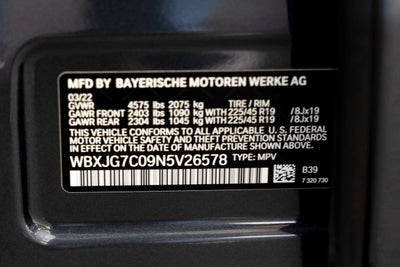 MFD BY BAYERISCHE MOTOREN WERKE AG
03/22
GVWR 4575 lbs 2075 kg TIRE / RIM
GAWR FRONT 2403 lbs 1090 kg 225/45 R19 /8Jx19
GAWR REAR 2304 lbs 1045 kg 225/45 R19 /8Jx19
THIS VEHICLE CONFORMS TO ALL APPLICABLE U.S. FEDERAL
MOTOR VEHICLE SAFETY, BUMPER, AND THEFT PREVENTION
STANDARDS IN EFFECT ON THE DATE OF MANUFACTURE SHOWN ABOVE.
WBXJG7C09N5V26578 TYPE: MPV
B39
7 320 730